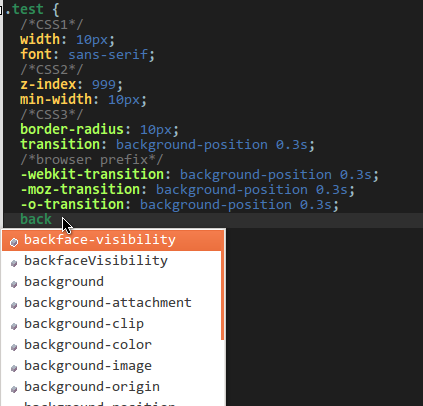 .test {
/*CSS1*/
width: 10px;
font: sans-serif;
/*CSS2*/
z-index: 999;
min-width: 10px;
/*CSS3*/
border-radius: 10px;
transition: background-position 0.3s;
/*browser prefix*/
-webkit-transition: background-position 0.3s;
-moz-transition: background-position 0.3s;
-o-transition: background-position 0.3s;
back
backface-visibility
backfaceVisibility
background
background-attachment
background-clip
background-color
background-image
background-origin
background-position